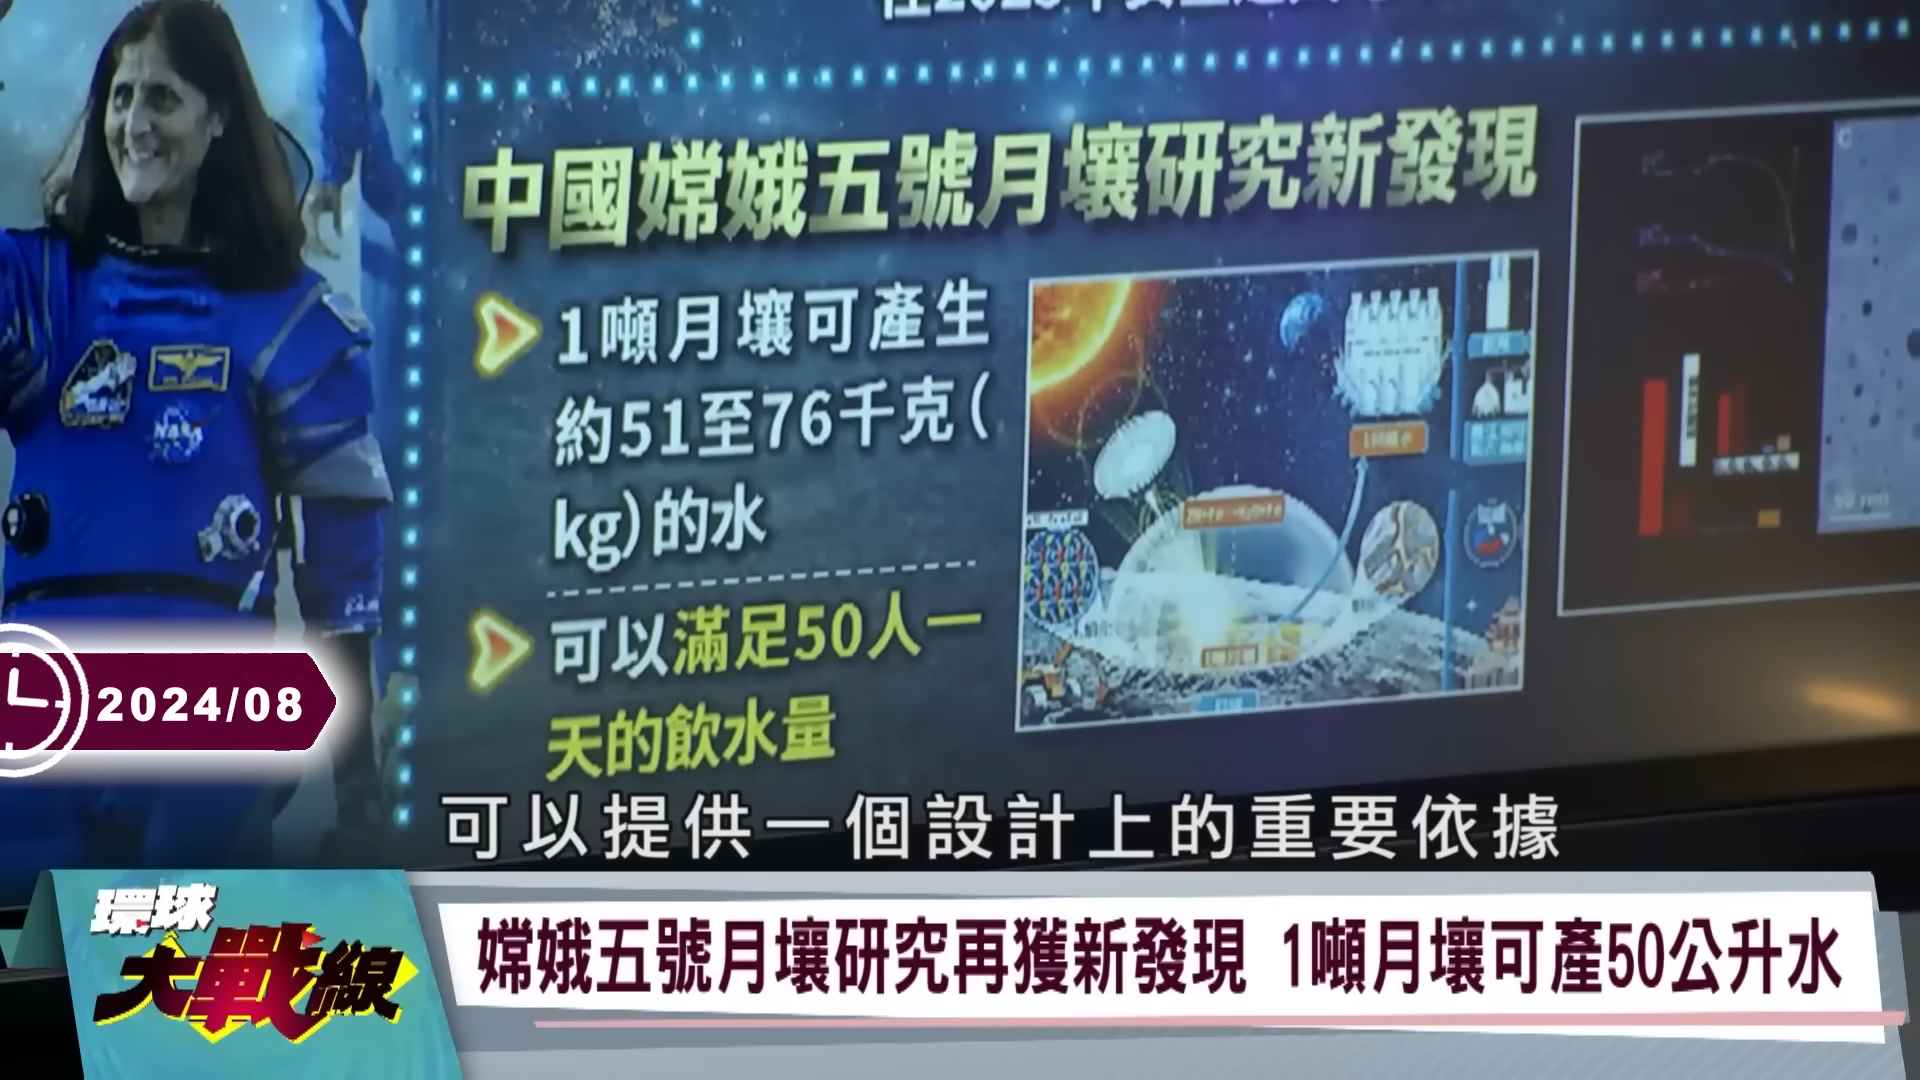 中國嫦娥五號月壤研究新發現
1噸月壤可產生
約51至76千克(
kg)的水
可以滿足50人一
天的飲水量
NASA
2024/08
可以提供一個設計上的重要依據
環球
大戰線
嫦娥五號月壤研究再獲新發現 1噸月壤可產50公升水